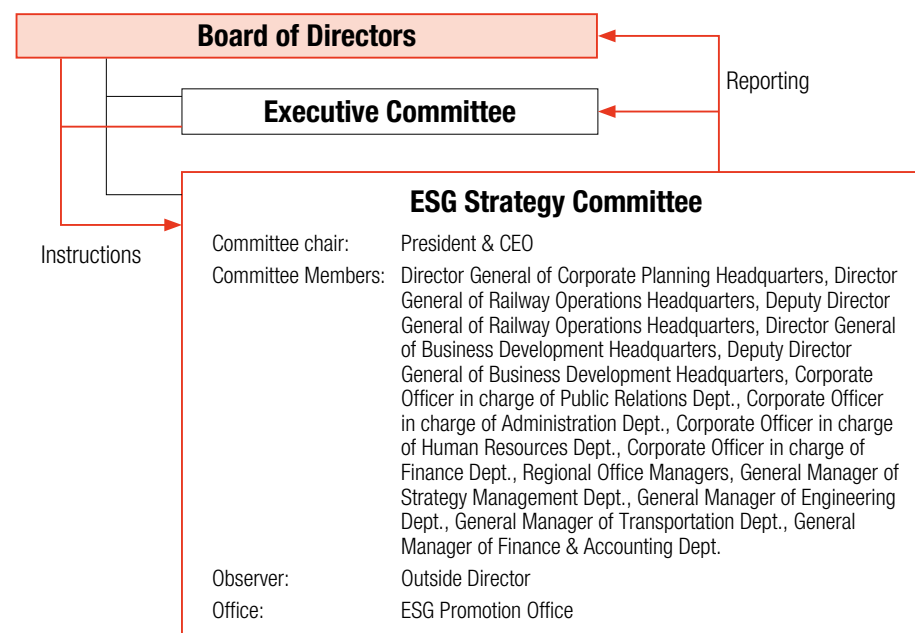 Board of Directors
Reporting
Executive Committee
Instructions
ESG Strategy Committee
Committee chair: President & CEO
Committee Members: Director General of Corporate Planning Headquarters, Director
General of Railway Operations Headquarters, Deputy Director
General of Railway Operations Headquarters, Director General
of Business Development Headquarters, Deputy Director
General of Business Development Headquarters, Corporate
Officer in charge of Public Relations Dept., Corporate Officer
in charge of Administration Dept., Corporate Officer in charge
of Human Resources Dept., Corporate Officer in charge of
Finance Dept., Regional Office Managers, General Manager of
Strategy Management Dept., General Manager of Engineering
Dept., General Manager of Transportation Dept., General
Manager of Finance & Accounting Dept.
Observer: Outside Director
Office: ESG Promotion Office